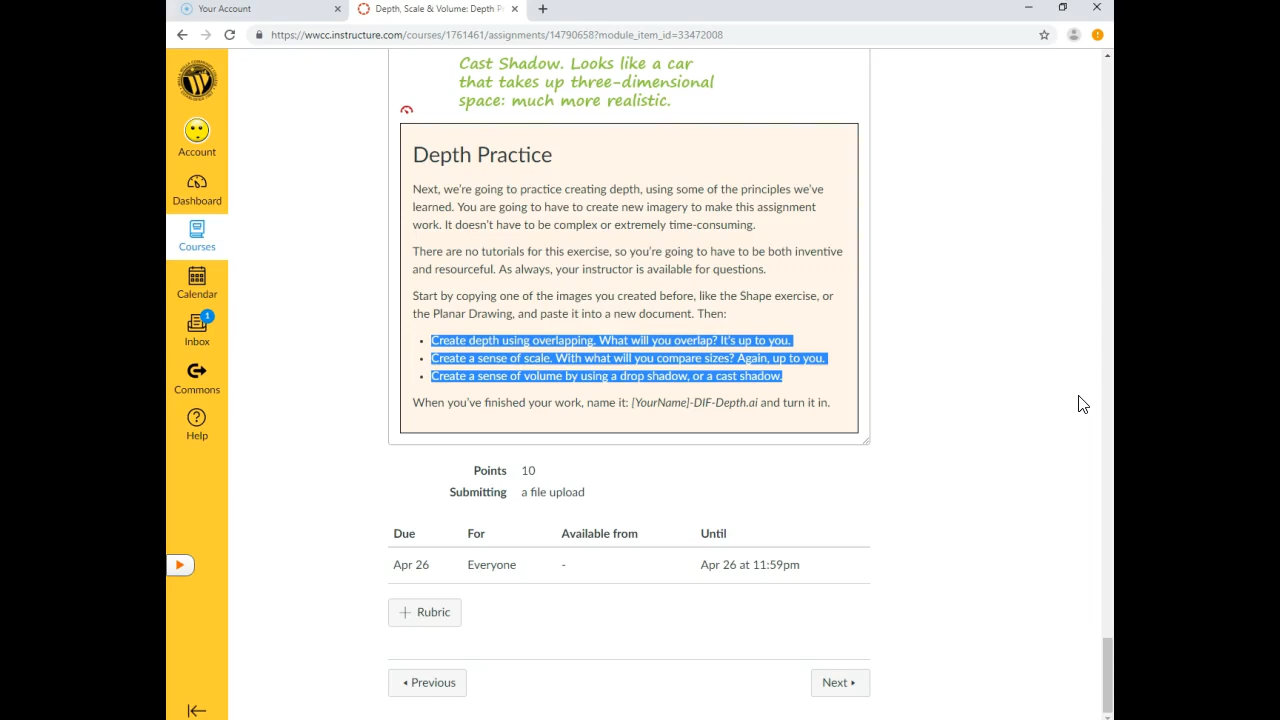 Your Account
Depth, Scale & Volume: Depth P
https://wwcc.instructure.com/courses/1761461/assignments/14790658?module_item_id=33472008
Account
Dashboard
Courses
Calendar
1
Inbox
Commons
Help
Cast Shadow. Looks like a car
that takes up three-dimensional
space: much more realistic.
Depth Practice
Next, we’re going to practice creating depth, using some of the principles we’ve
learned. You are going to have to create new imagery to make this assignment
work. It doesn’t have to be complex or extremely time-consuming.
There are no tutorials for this exercise, so you’re going to have to be both inventive
and resourceful. As always, your instructor is available for questions.
Start by copying one of the images you created before, like the Shape exercise, or
the Planar Drawing, and paste it into a new document. Then:
• Create depth using overlapping. What will you overlap? It’s up to you.
• Create a sense of scale. With what will you compare sizes? Again, up to you.
• Create a sense of volume by using a drop shadow, or a cast shadow.
When you’ve finished your work, name it: [YourName]-DIF-Depth.ai and turn it in.
Points 10
Submitting a file upload
Due For Available from Until
Apr 26 Everyone - Apr 26 at 11:59pm
+ Rubric
Previous
Next